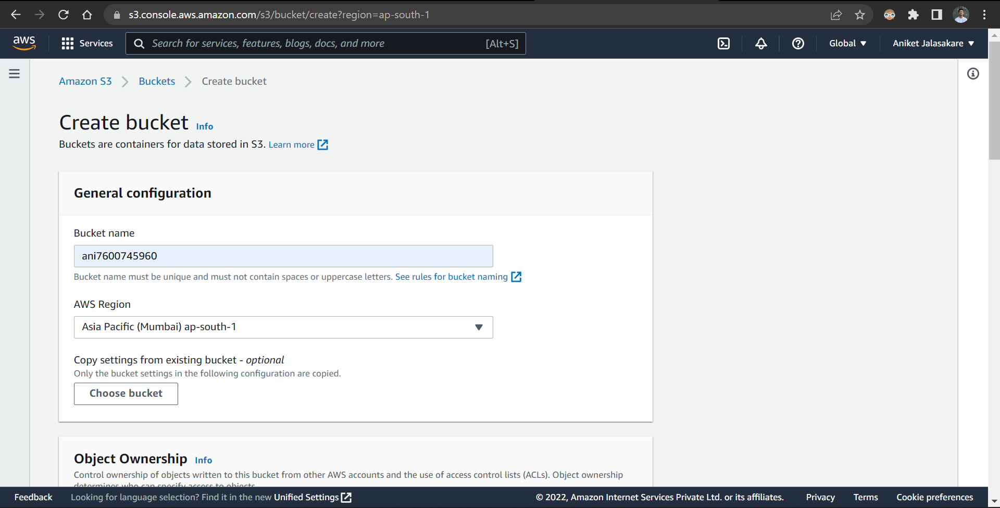 s3.console.aws.amazon.com/s3/bucket/create?region=ap-south-1
aws
Services
Search for services, features, blogs, docs, and more [Alt+S]
Global
Aniket Jalasakare
Amazon S3 Buckets Create bucket
Create bucket Info
Buckets are containers for data stored in S3. Learn more
General configuration
Bucket name
ani7600745960
Bucket name must be unique and must not contain spaces or uppercase letters. See rules for bucket naming
AWS Region
Asia Pacific (Mumbai) ap-south-1
Copy settings from existing bucket - optional
Only the bucket settings in the following configuration are copied.
Choose bucket
Object Ownership Info
Control ownership of objects written to this bucket from other AWS accounts and the use of access control lists (ACLs). Object ownership
determines who can specify access to objects.
Feedback Looking for language selection? Find it in the new Unified Settings © 2022, Amazon Internet Services Private Ltd. or its affiliates. Privacy Terms Cookie preferences